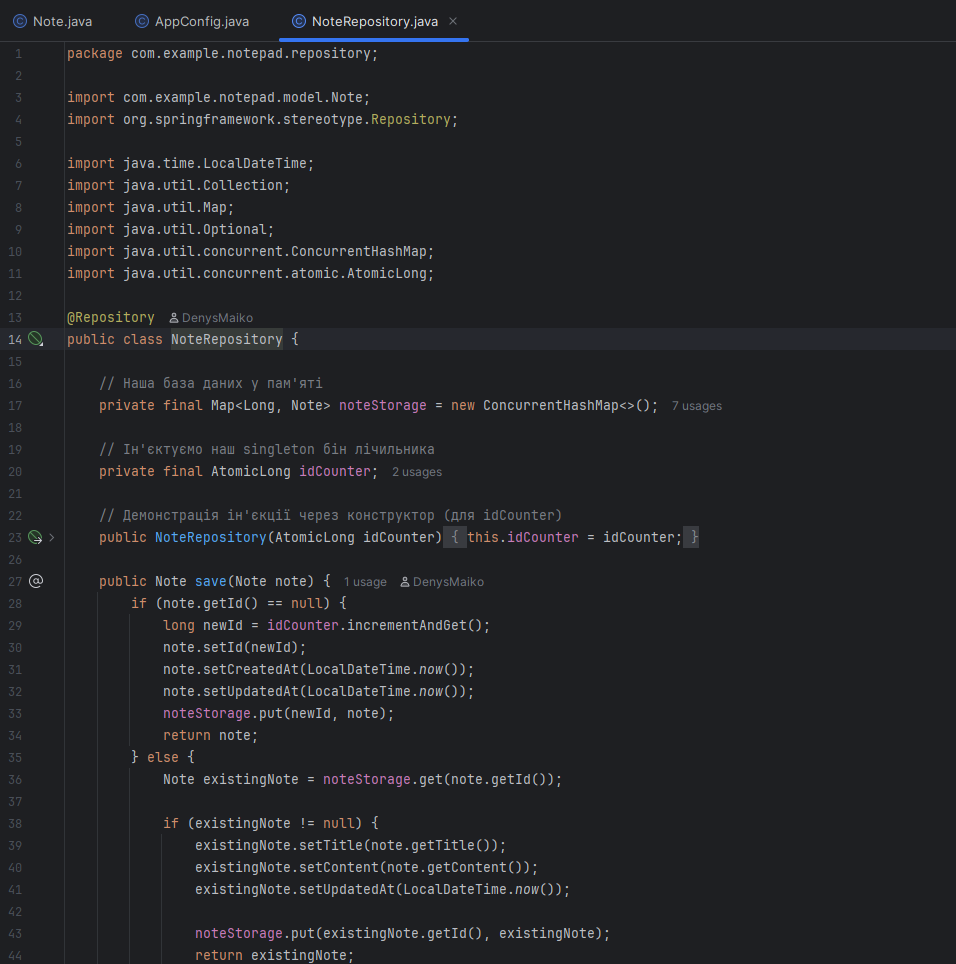 Note.java AppConfig.java NoteRepository.java
1 package com.example.notepad.repository;
2
3 import com.example.notepad.model.Note;
4 import org.springframework.stereotype.Repository;
5
6 import java.time.LocalDateTime;
7 import java.util.Collection;
8 import java.util.Map;
9 import java.util.Optional;
10 import java.util.concurrent.ConcurrentHashMap;
11 import java.util.concurrent.atomic.AtomicLong;
12
13 @Repository DenysMaiko
14 public class NoteRepository {
15
16 // Наша база даних у пам'яті
17 private final Map<Long, Note> noteStorage = new ConcurrentHashMap<>(); 7 usages
18
19 // Ін'єктуємо наш singleton бін лічильника
20 private final AtomicLong idCounter; 2 usages
21
22 // Демонстрація ін'єкції через конструктор (для idCounter)
23 public NoteRepository(AtomicLong idCounter) { this.idCounter = idCounter; }
26
27 public Note save(Note note) { 1 usage DenysMaiko
28 if (note.getId() == null) {
29 long newId = idCounter.incrementAndGet();
30 note.setId(newId);
31 note.setCreatedAt(LocalDateTime.now());
32 note.setUpdatedAt(LocalDateTime.now());
33 noteStorage.put(newId, note);
34 return note;
35 } else {
36 Note existingNote = noteStorage.get(note.getId());
37
38 if (existingNote != null) {
39 existingNote.setTitle(note.getTitle());
40 existingNote.setContent(note.getContent());
41 existingNote.setUpdatedAt(LocalDateTime.now());
42
43 noteStorage.put(existingNote.getId(), existingNote);
44 return existingNote;